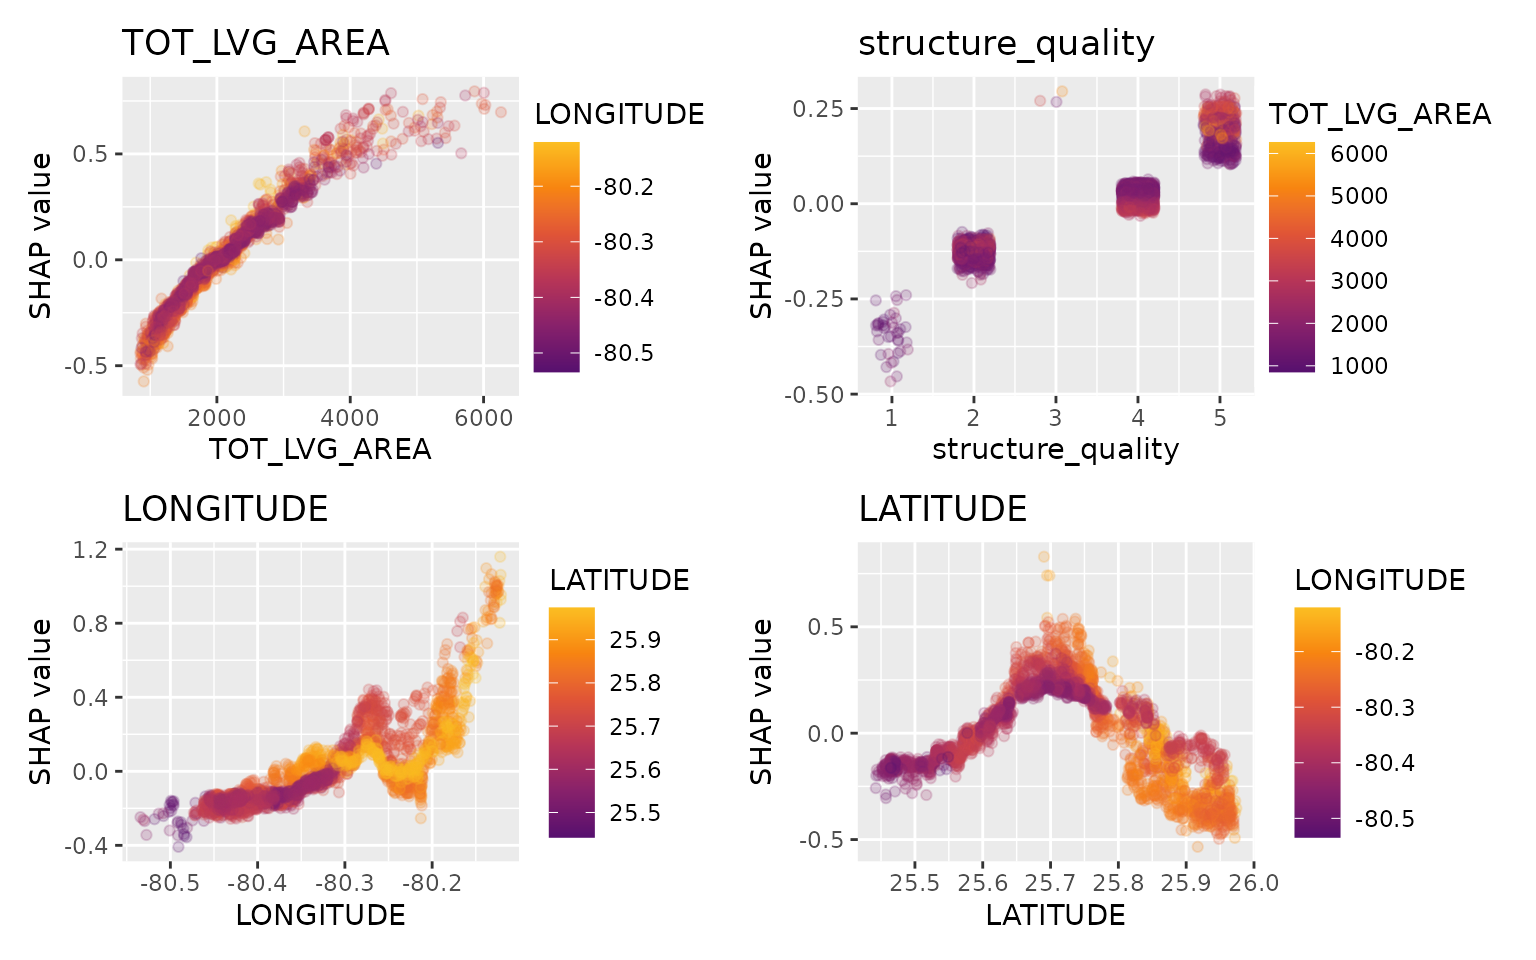 TOT_LVG_AREA
SHAP value
0.5
0.0
-0.5
2000 4000 6000
TOT_LVG_AREA
LONGITUDE
-80.2
-80.3
-80.4
-80.5
structure_quality
SHAP value
0.25
0.00
-0.25
-0.50
1 2 3 4 5
structure_quality
TOT_LVG_AREA
6000
5000
4000
3000
2000
1000
LONGITUDE
SHAP value
1.2
0.8
0.4
0.0
-0.4
-80.5 -80.4 -80.3 -80.2
LONGITUDE
LATITUDE
25.9
25.8
25.7
25.6
25.5
LATITUDE
SHAP value
0.5
0.0
-0.5
25.5 25.6 25.7 25.8 25.9 26.0
LATITUDE
LONGITUDE
-80.2
-80.3
-80.4
-80.5